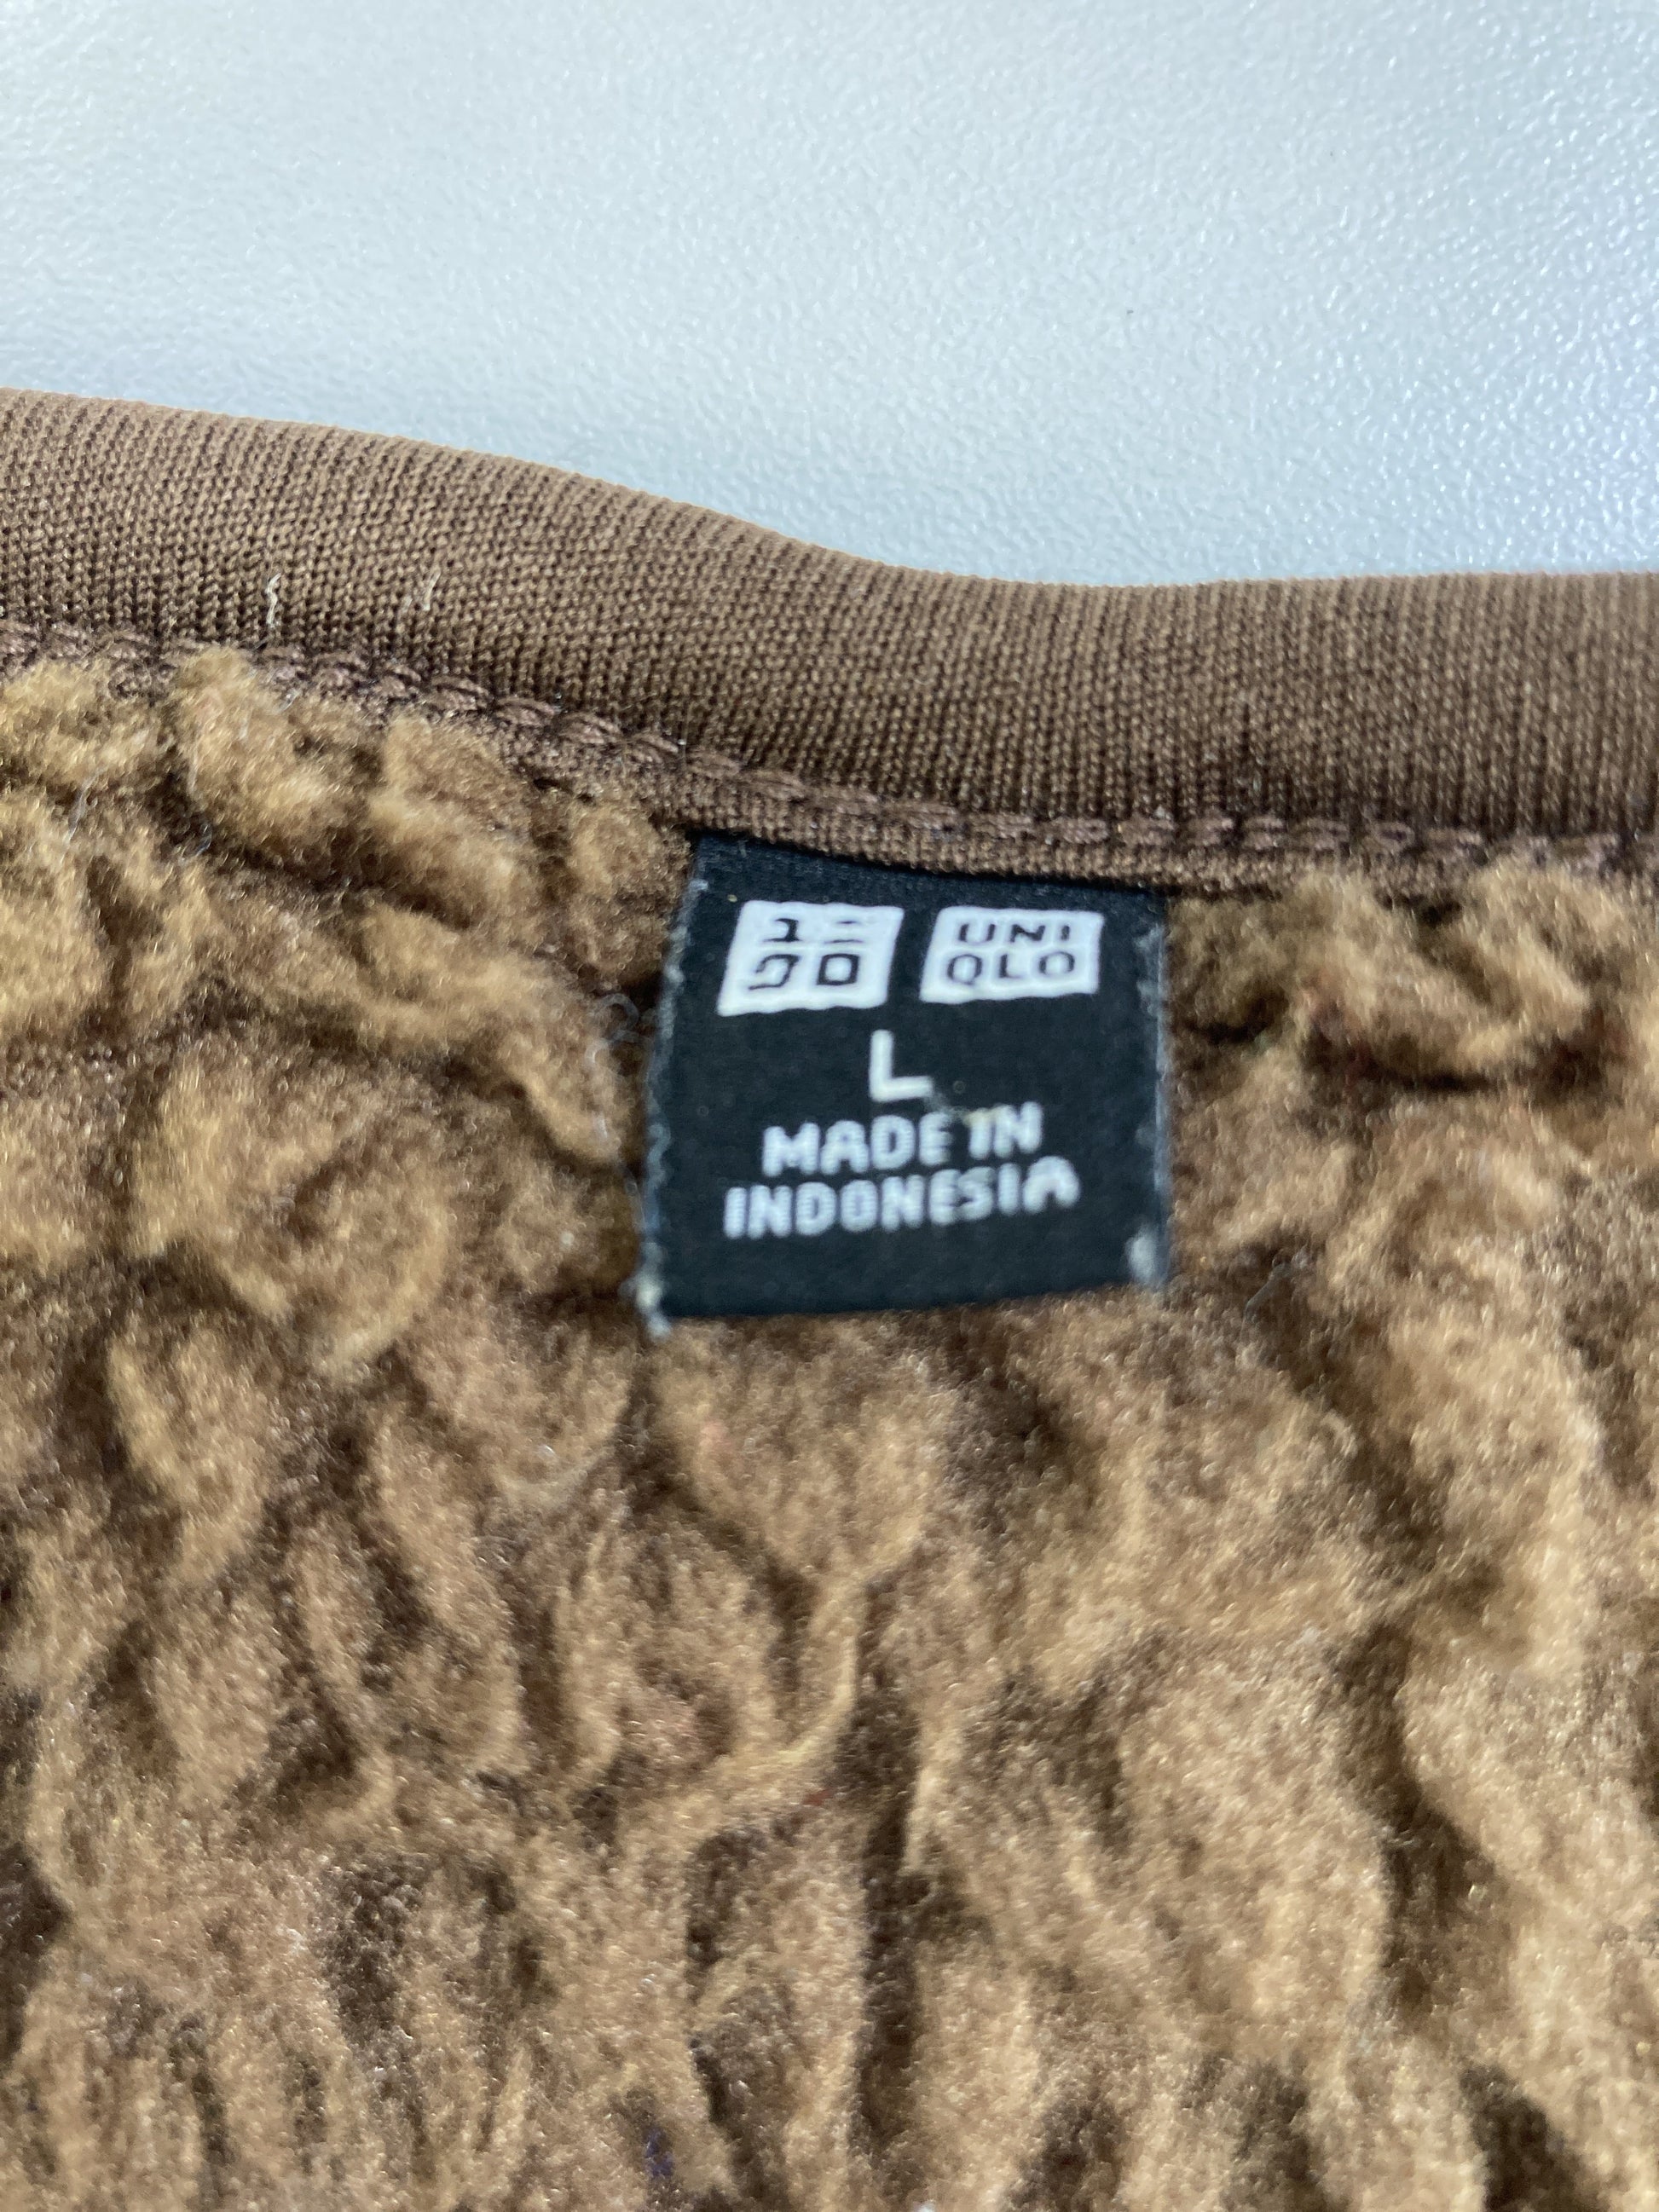 ユニ UNI
クロ QLO
L
MADE IN
INDONESIA